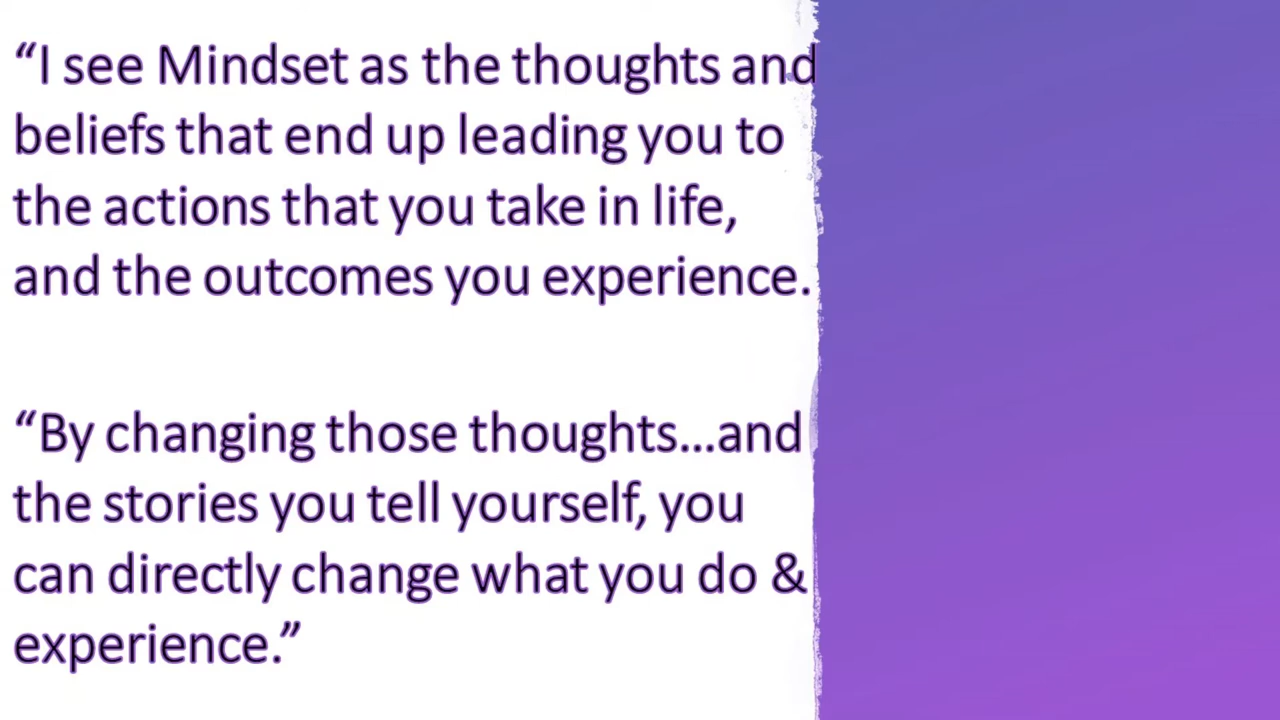 “I see Mindset as the thoughts and
beliefs that end up leading you to
the actions that you take in life,
and the outcomes you experience.
“By changing those thoughts...and
the stories you tell yourself, you
can directly change what you do &
experience.”